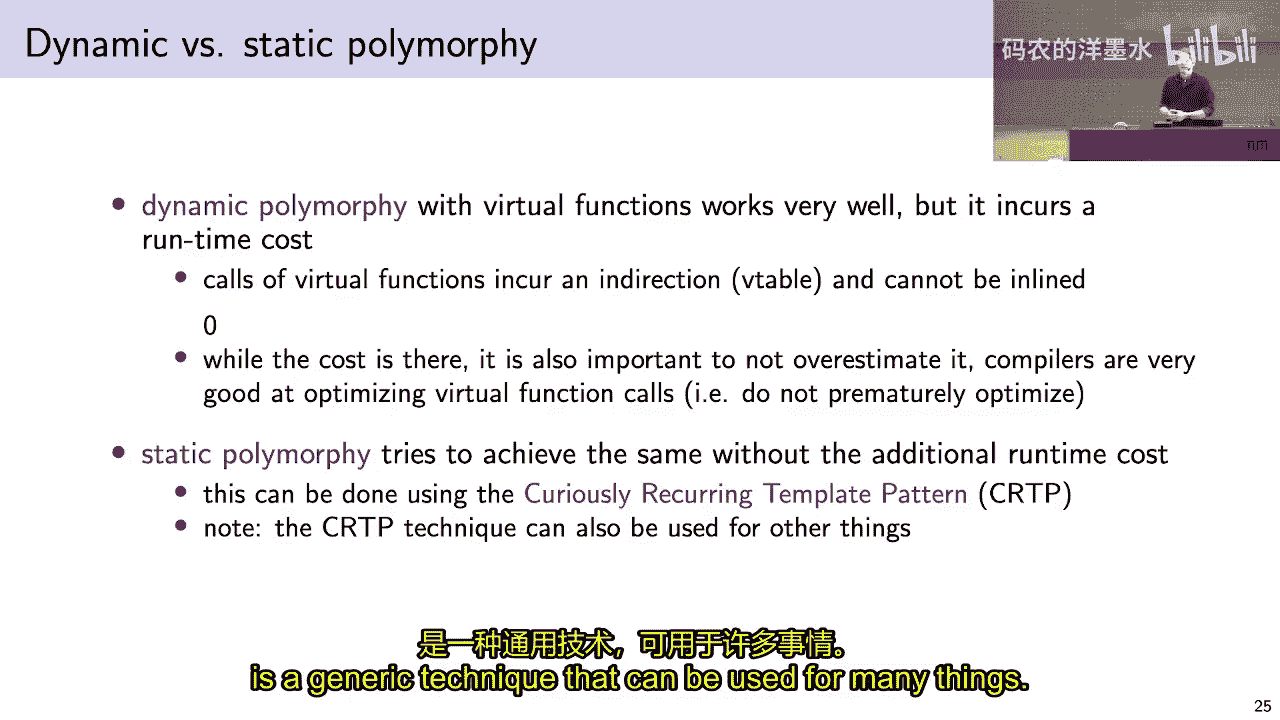 Dynamic vs. static polymorphy
码农的洋墨水 bilibili
nm
• dynamic polymorphy with virtual functions works very well, but it incurs a
run-time cost
• calls of virtual functions incur an indirection (vtable) and cannot be inlined
0
• while the cost is there, it is also important to not overestimate it, compilers are very
good at optimizing virtual function calls (i.e. do not prematurely optimize)
• static polymorphy tries to achieve the same without the additional runtime cost
• this can be done using the Curiously Recurring Template Pattern (CRTP)
• note: the CRTP technique can also be used for other things
是一种通用技术，可用于许多事情。
is a generic technique that can be used for many things.
25